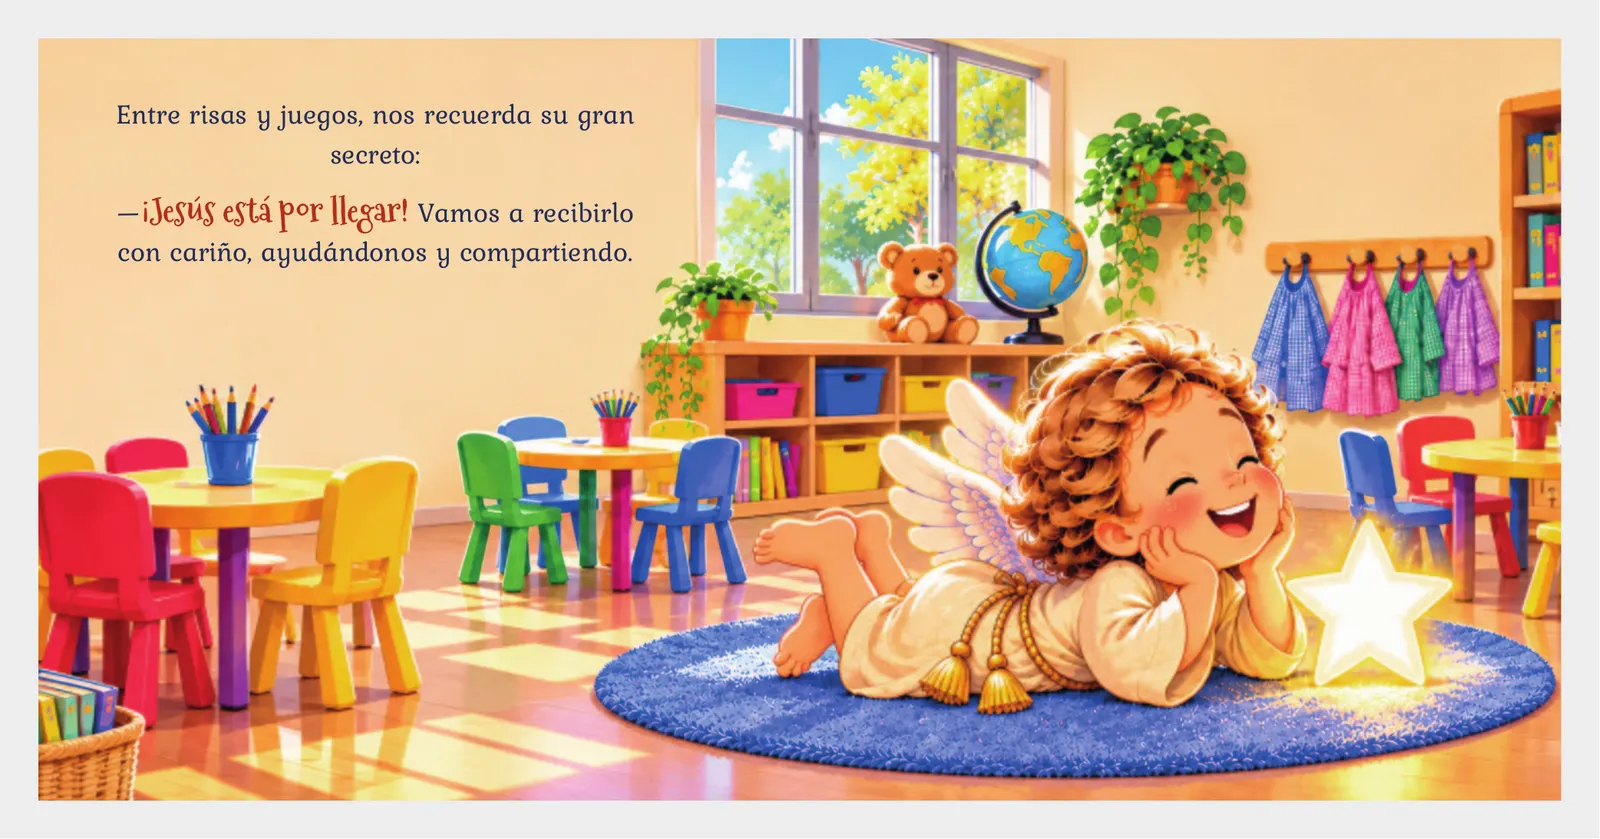 Entre risas y juegos, nos recuerda su gran
secreto:
—¡Jesús está por llegar! Vamos a recibirlo
con cariño, ayudándonos y compartiendo.